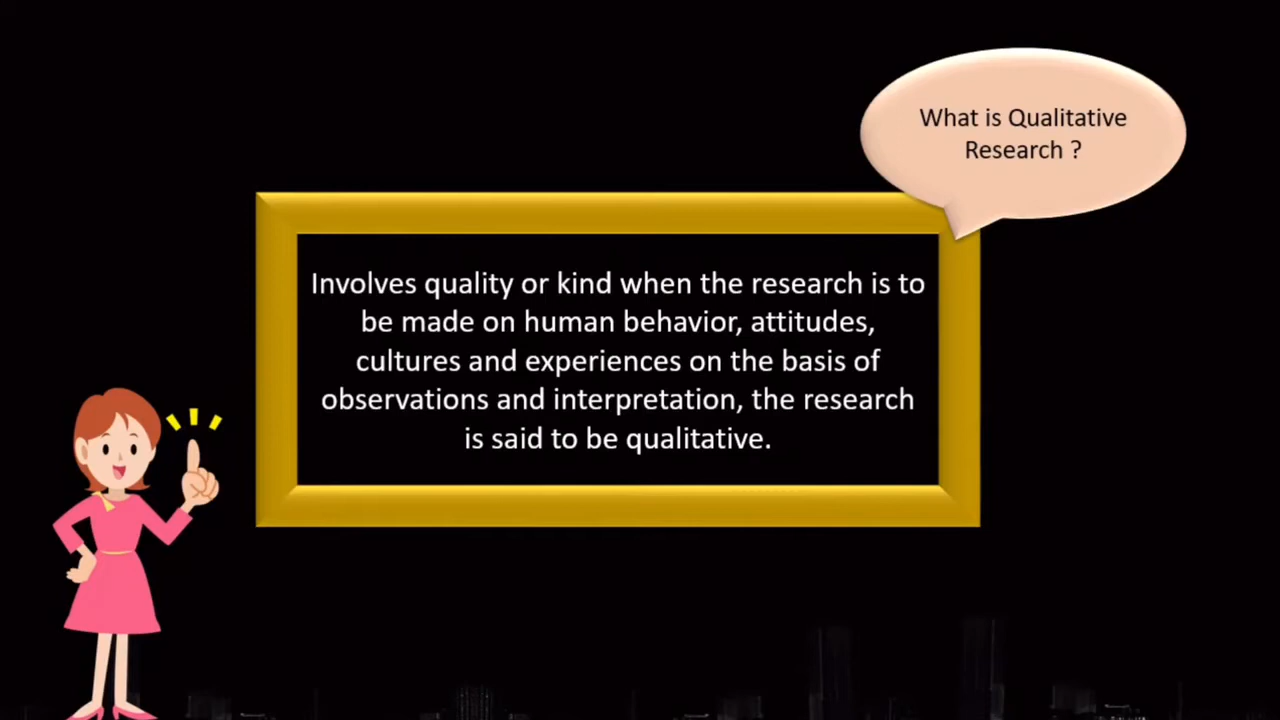 What is Qualitative
Research ?
Involves quality or kind when the research is to
be made on human behavior, attitudes,
cultures and experiences on the basis of
observations and interpretation, the research
is said to be qualitative.